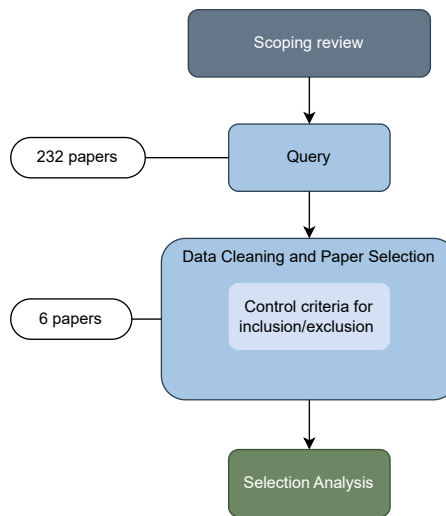 Scoping review
232 papers
Query
Data Cleaning and Paper Selection
Control criteria for
inclusion/exclusion
6 papers
Selection Analysis